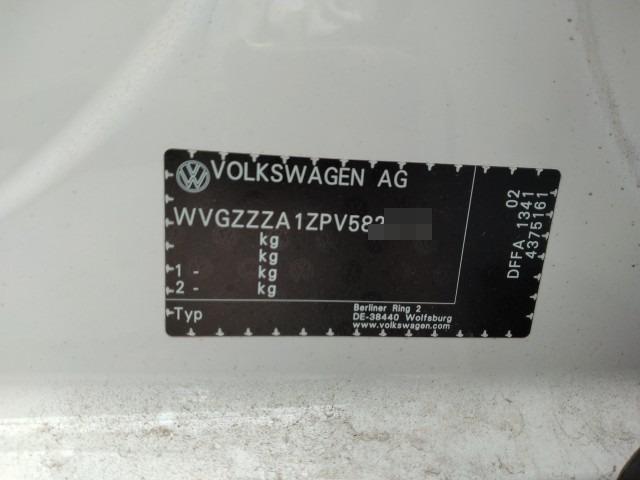 VOLKSWAGEN AG
WVGZZZA1ZPV582
kg
kg
1 - kg
2 - kg
Typ
Berliner Ring 2
DE-38440 Wolfsburg
www.volkswagen.com
02
DFFA 1341
4375161